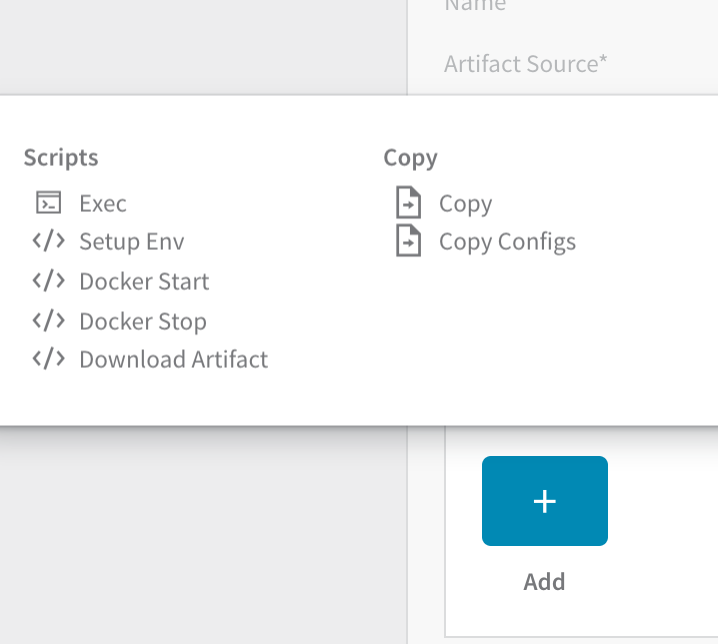 Name
Artifact Source*
Scripts
Exec
Setup Env
Docker Start
Docker Stop
Download Artifact
Copy
Copy
Copy Configs
+
Add